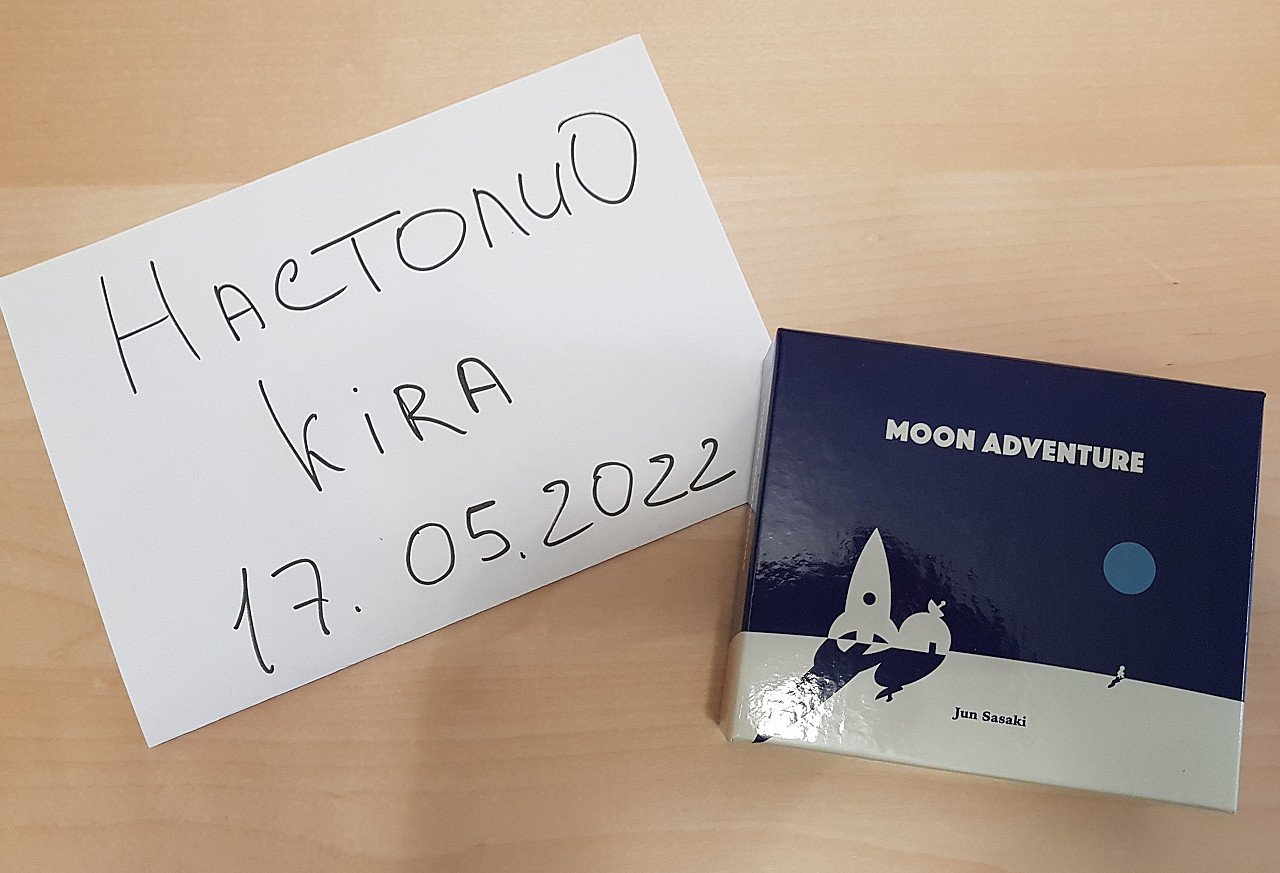 НастолиО
KiRA
17.05.2022
MOON ADVENTURE
Jun Sasaki